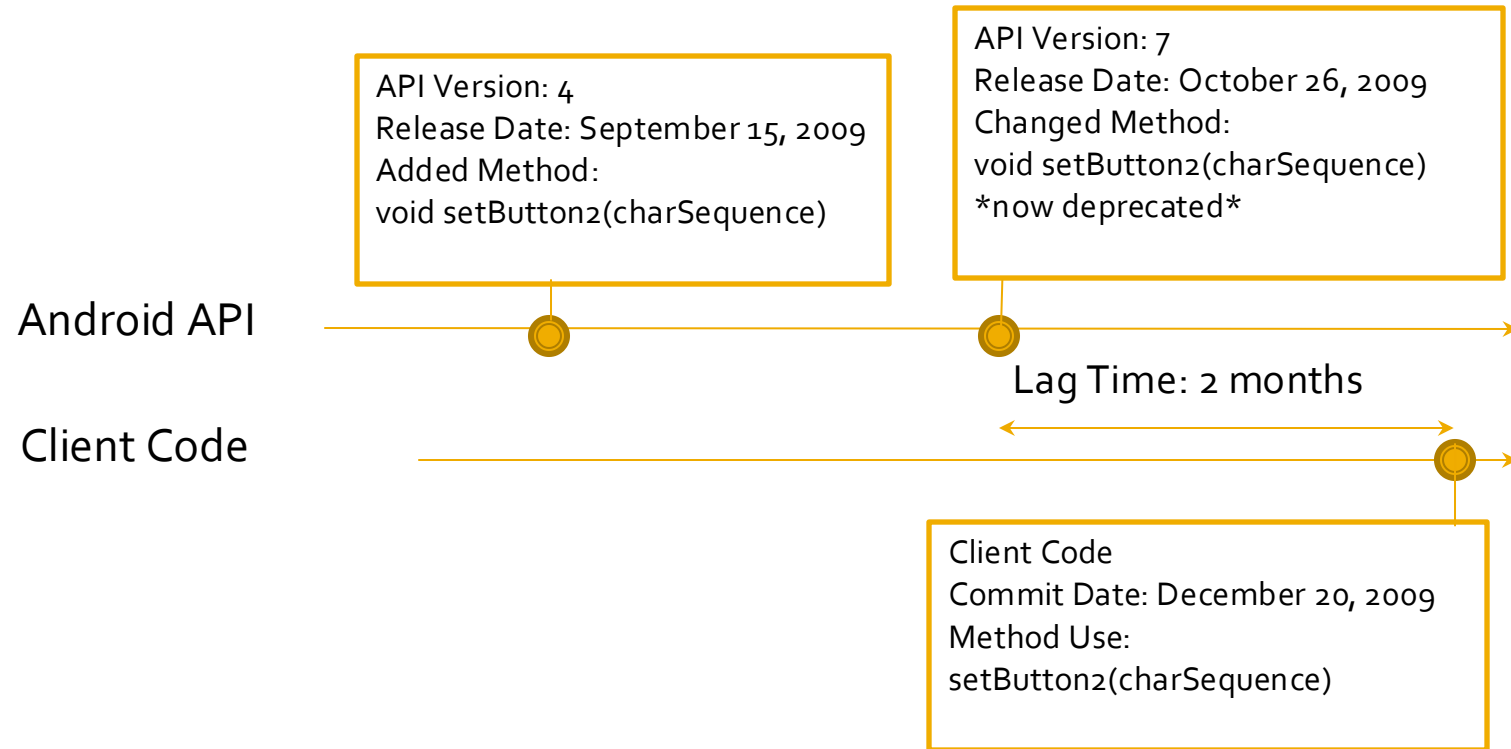 API Version: 4
Release Date: September 15, 2009
Added Method:
void setButton2(charSequence)
API Version: 7
Release Date: October 26, 2009
Changed Method:
void setButton2(charSequence)
*now deprecated*
Android API
Lag Time: 2 months
Client Code
Client Code
Commit Date: December 20, 2009
Method Use:
setButton2(charSequence)